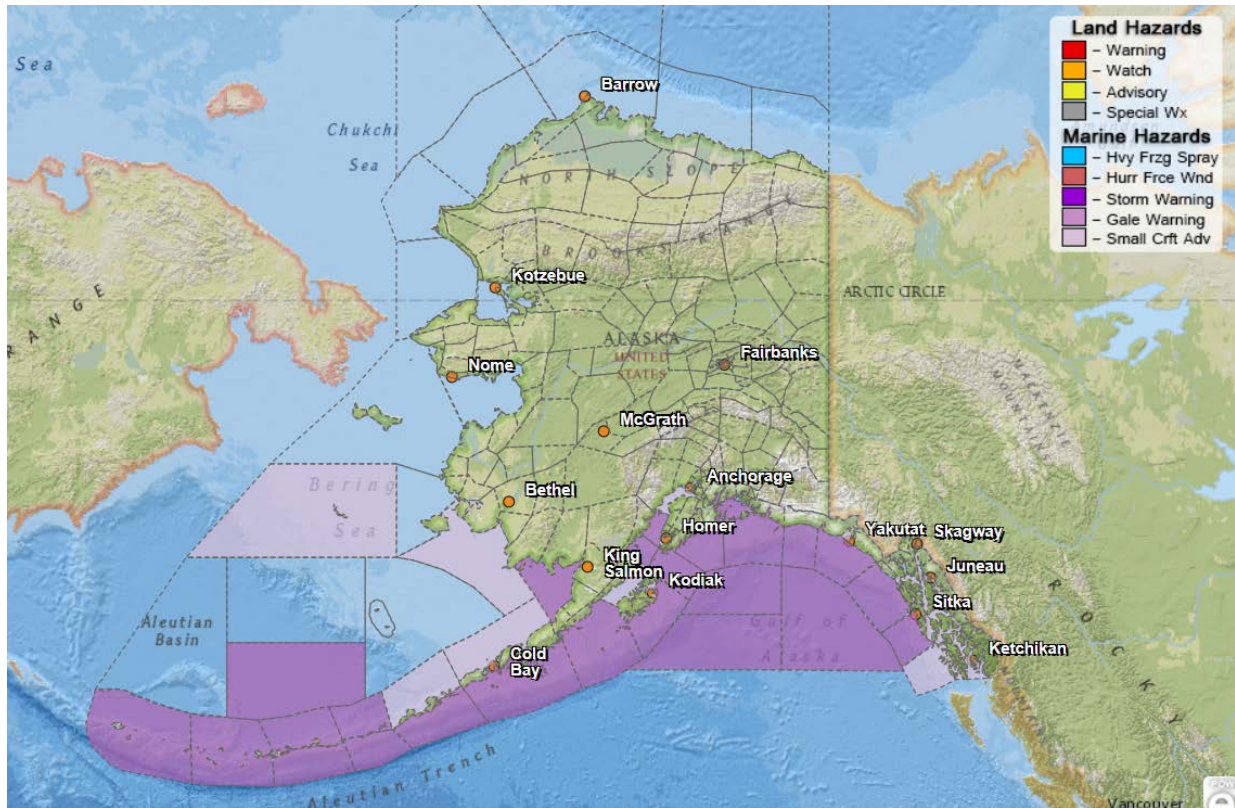 Land Hazards
– Warning
– Watch
– Advisory
– Special Wx
Marine Hazards
– Hvy Frzg Spray
– Hurr Frce Wnd
– Storm Warning
– Gale Warning
– Small Crft Adv
Sea
Barrow
Chukchi
Sea
NORTH SLOPE
BROOKS RANGE
Kotzebue
RANGE
ARCTIC CIRCLE
ALASKA
UNITED
STATES
Fairbanks
MACKENZIE
MOUNTAINS
Nome
McGrath
Anchorage
Bering
Sea
Bethel
Homer
Yakutat
Skagway
King
Salmon
Kodiak
Juneau
Sitka
Aleutian
Basin
Gulf of
Alaska
Ketchikan
Cold
Bay
ROCKY
Aleutian Trench
Vancouver